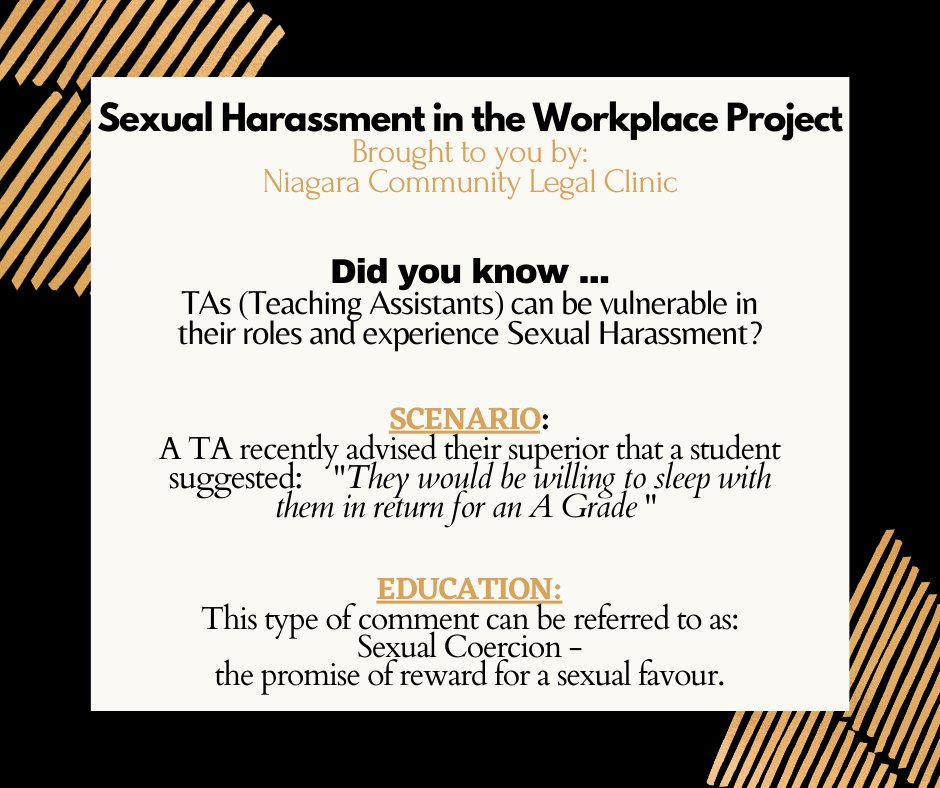 Sexual Harassment in the Workplace Project
Brought to you by:
Niagara Community Legal Clinic
Did you know ...
TAs (Teaching Assistants) can be vulnerable in
their roles and experience Sexual Harassment?
SCENARIO:
A TA recently advised their superior that a student
suggested: "They would be willing to sleep with
them in return for an A Grade "
EDUCATION:
This type of comment can be referred to as:
Sexual Coercion -
the promise of reward for a sexual favour.